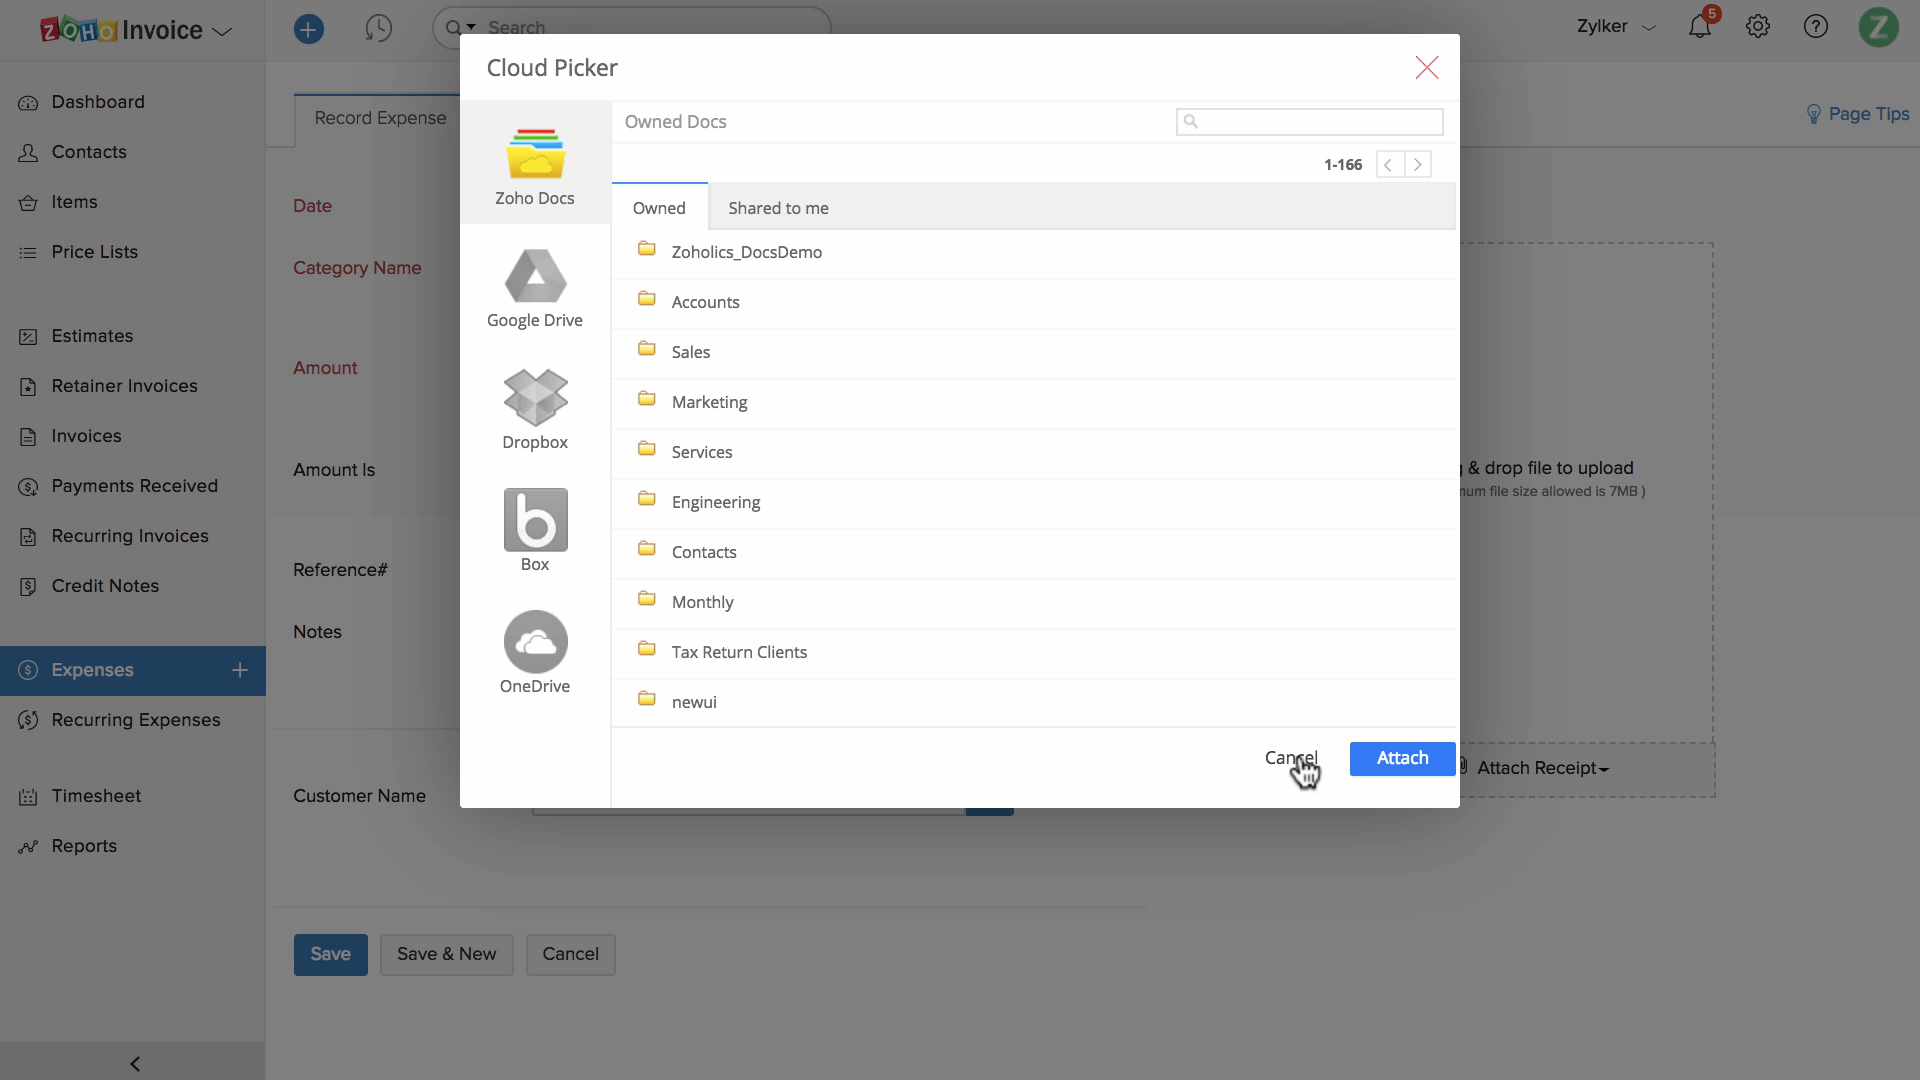 ZOHO Invoice
Search
Zylker
5
Z
Dashboard
Contacts
Items
Price Lists
Estimates
Retainer Invoices
Invoices
Payments Received
Recurring Invoices
Credit Notes
Expenses
Recurring Expenses
Timesheet
Reports
Record Expense
Page Tips
Date
Category Name
Amount
Amount Is
Reference#
Notes
Customer Name
Save
Save & New
Cancel
Cloud Picker
Zoho Docs
Google Drive
Dropbox
Box
OneDrive
Owned Docs
1-166
Owned
Shared to me
Zoholics_DocsDemo
Accounts
Sales
Marketing
Services
Engineering
Contacts
Monthly
Tax Return Clients
newui
Cancel
Attach
& drop file to upload
file size allowed is 7MB )
Attach Receipt